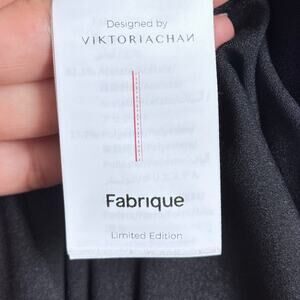 Designed by
VIKTORIACHAN
Fabrique
Limited Edition